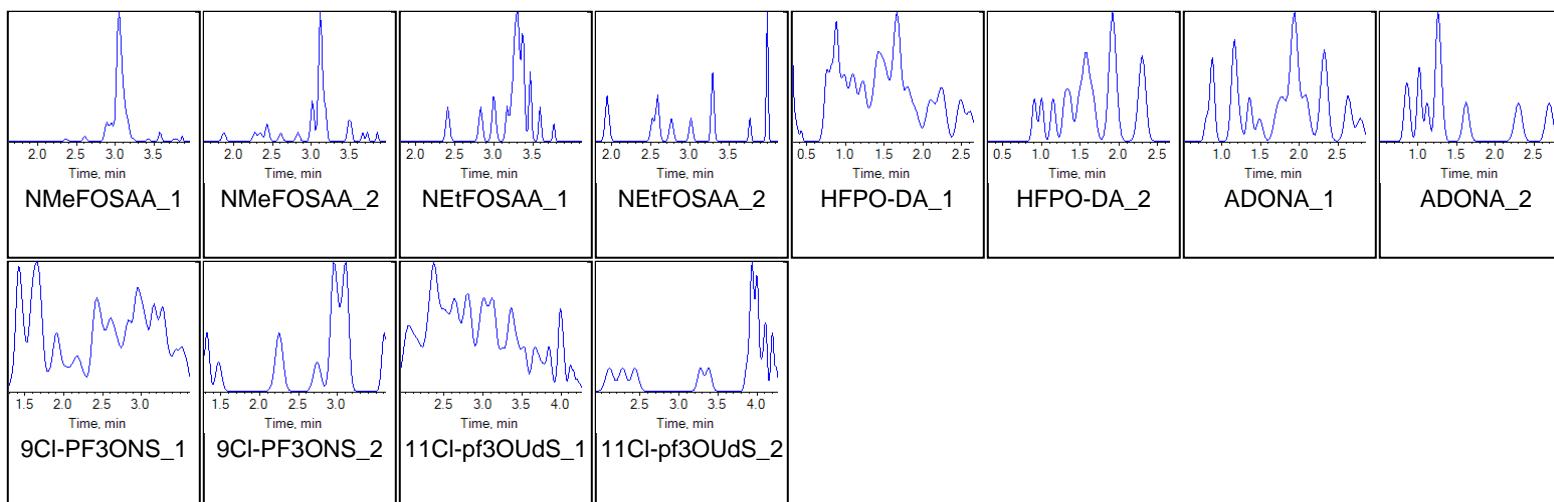 2.0 3.0 3.5 2.0 2.5 3.0 3.5 2.0 2.5 3.0 3.5 2.0 2.5 3.0 3.5 0.5 1.0 1.5 2.0 2.5 0.5 1.0 1.5 2.0 2.5 1.0 1.5 2.0 2.5 1.0 1.5 2.0 2.5
Time, min Time, min Time, min Time, min Time, min Time, min Time, min Time, min
NMeFOSAA_1 NMeFOSAA_2 NEtFOSAA_1 NEtFOSAA_2 HFPO-DA_1 HFPO-DA_2 ADONA_1 ADONA_2
1.5 2.0 2.5 3.0 1.5 2.0 2.5 3.0 2.5 3.0 3.5 4.0 2.5 3.0 3.5 4.0
Time, min Time, min Time, min Time, min
9Cl-PF3ONS_1 9Cl-PF3ONS_2 11Cl-pf3OUdS_1 11Cl-pf3OUdS_2